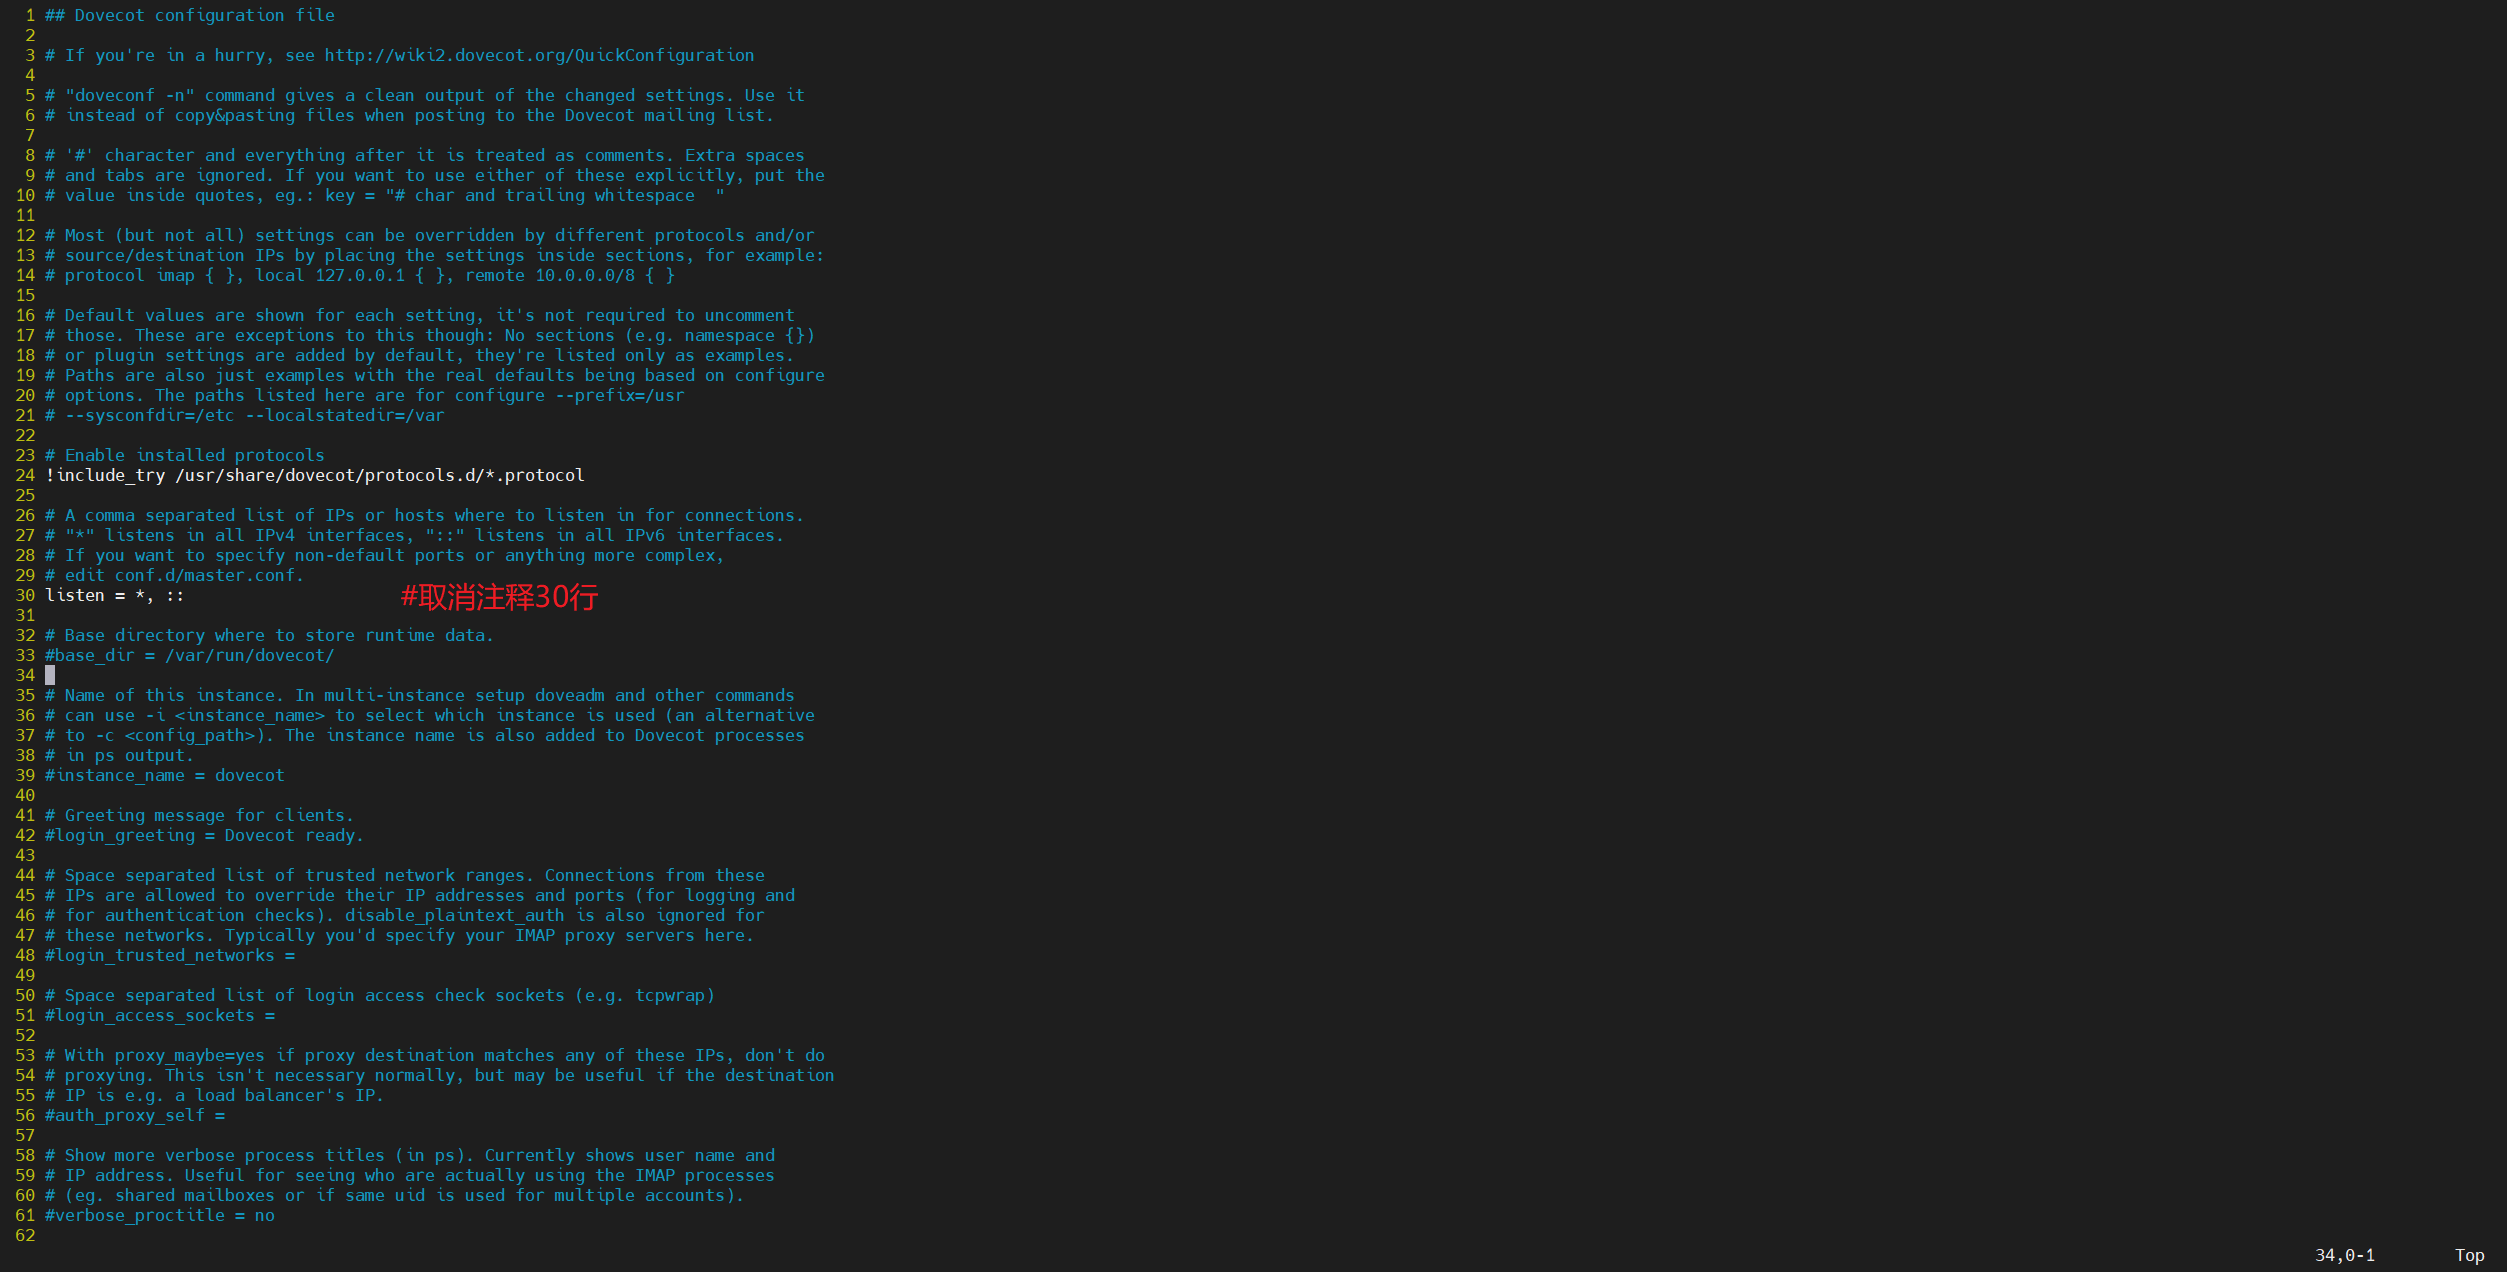 1 ## Dovecot configuration file
2
3 # If you're in a hurry, see http://wiki2.dovecot.org/QuickConfiguration
4
5 # "doveconf -n" command gives a clean output of the changed settings. Use it
6 # instead of copy&pasting files when posting to the Dovecot mailing list.
7
8 # '#' character and everything after it is treated as comments. Extra spaces
9 # and tabs are ignored. If you want to use either of these explicitly, put the
10 # value inside quotes, eg.: key = "# char and trailing whitespace  "
11
12 # Most (but not all) settings can be overridden by different protocols and/or
13 # source/destination IPs by placing the settings inside sections, for example:
14 # protocol imap { }, local 127.0.0.1 { }, remote 10.0.0.0/8 { }
15
16 # Default values are shown for each setting, it's not required to uncomment
17 # those. These are exceptions to this though: No sections (e.g. namespace {})
18 # or plugin settings are added by default, they're listed only as examples.
19 # Paths are also just examples with the real defaults being based on configure
20 # options. The paths listed here are for configure --prefix=/usr
21 # --sysconfdir=/etc --localstatedir=/var
22
23 # Enable installed protocols
24 !include_try /usr/share/dovecot/protocols.d/*.protocol
25
26 # A comma separated list of IPs or hosts where to listen in for connections.
27 # "*" listens in all IPv4 interfaces, "::" listens in all IPv6 interfaces.
28 # If you want to specify non-default ports or anything more complex,
29 # edit conf.d/master.conf.
30 listen = *, :: #取消注释30行
31
32 # Base directory where to store runtime data.
33 #base_dir = /var/run/dovecot/
34
35 # Name of this instance. In multi-instance setup doveadm and other commands
36 # can use -i <instance_name> to select which instance is used (an alternative
37 # to -c <config_path>). The instance name is also added to Dovecot processes
38 # in ps output.
39 #instance_name = dovecot
40
41 # Greeting message for clients.
42 #login_greeting = Dovecot ready.
43
44 # Space separated list of trusted network ranges. Connections from these
45 # IPs are allowed to override their IP addresses and ports (for logging and
46 # for authentication checks). disable_plaintext_auth is also ignored for
47 # these networks. Typically you'd specify your IMAP proxy servers here.
48 #login_trusted_networks =
49
50 # Space separated list of login access check sockets (e.g. tcpwrap)
51 #login_access_sockets =
52
53 # With proxy_maybe=yes if proxy destination matches any of these IPs, don't do
54 # proxying. This isn't necessary normally, but may be useful if the destination
55 # IP is e.g. a load balancer's IP.
56 #auth_proxy_self =
57
58 # Show more verbose process titles (in ps). Currently shows user name and
59 # IP address. Useful for seeing who are actually using the IMAP processes
60 # (eg. shared mailboxes or if same uid is used for multiple accounts).
61 #verbose_proctitle = no
62
34,0-1 Top